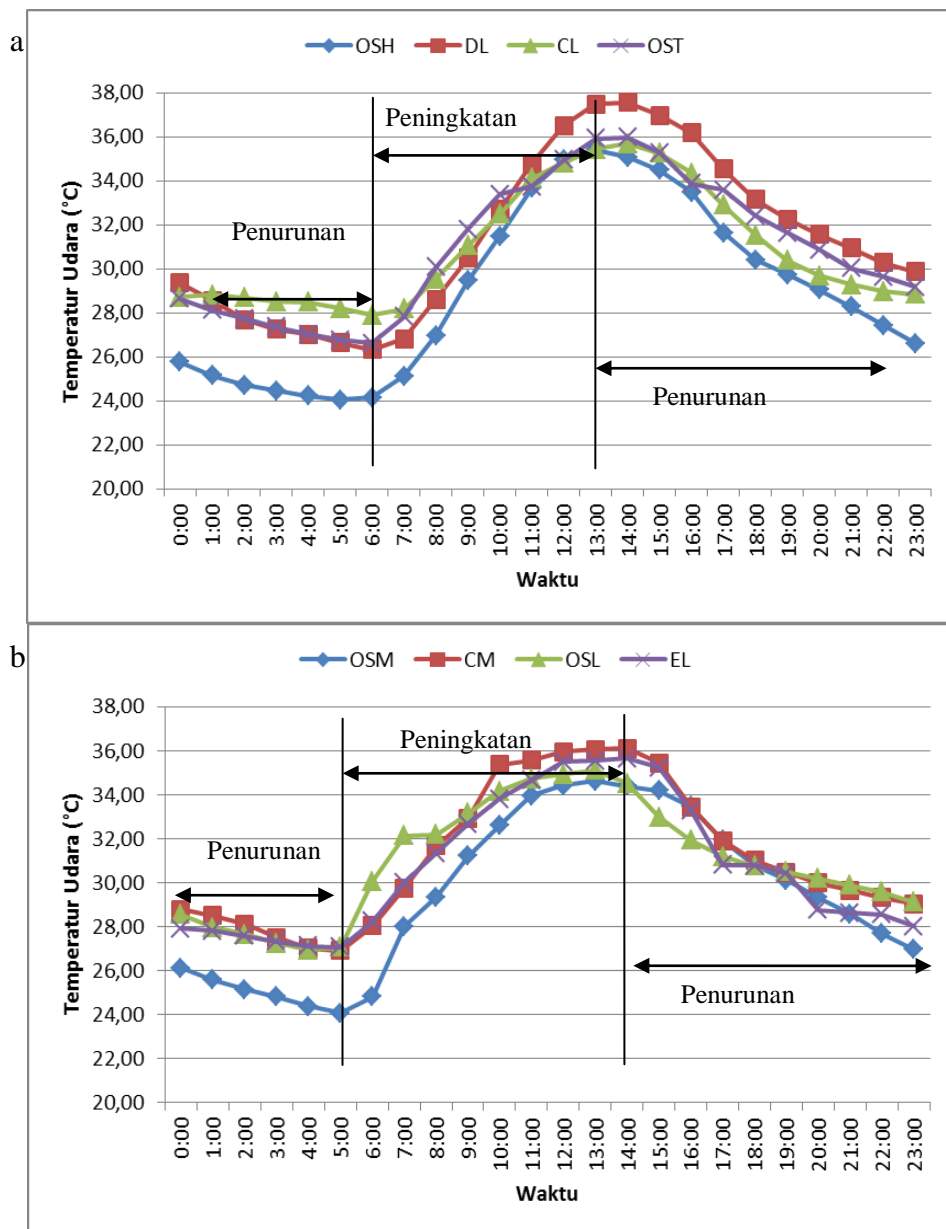 a
OSH DL CL OST
38,00
36,00
34,00
32,00
30,00
28,00
26,00
24,00
22,00
20,00
Temperatur Udara (°C)
Peningkatan
Penurunan
Penurunan
0:00 1:00 2:00 3:00 4:00 5:00 6:00 7:00 8:00 9:00 10:00 11:00 12:00 13:00 14:00 15:00 16:00 17:00 18:00 19:00 20:00 21:00 22:00 23:00
Waktu
b
OSM CM OSL EL
38,00
36,00
34,00
32,00
30,00
28,00
26,00
24,00
22,00
20,00
Temperatur Udara (°C)
Peningkatan
Penurunan
Penurunan
0:00 1:00 2:00 3:00 4:00 5:00 6:00 7:00 8:00 9:00 10:00 11:00 12:00 13:00 14:00 15:00 16:00 17:00 18:00 19:00 20:00 21:00 22:00 23:00
Waktu